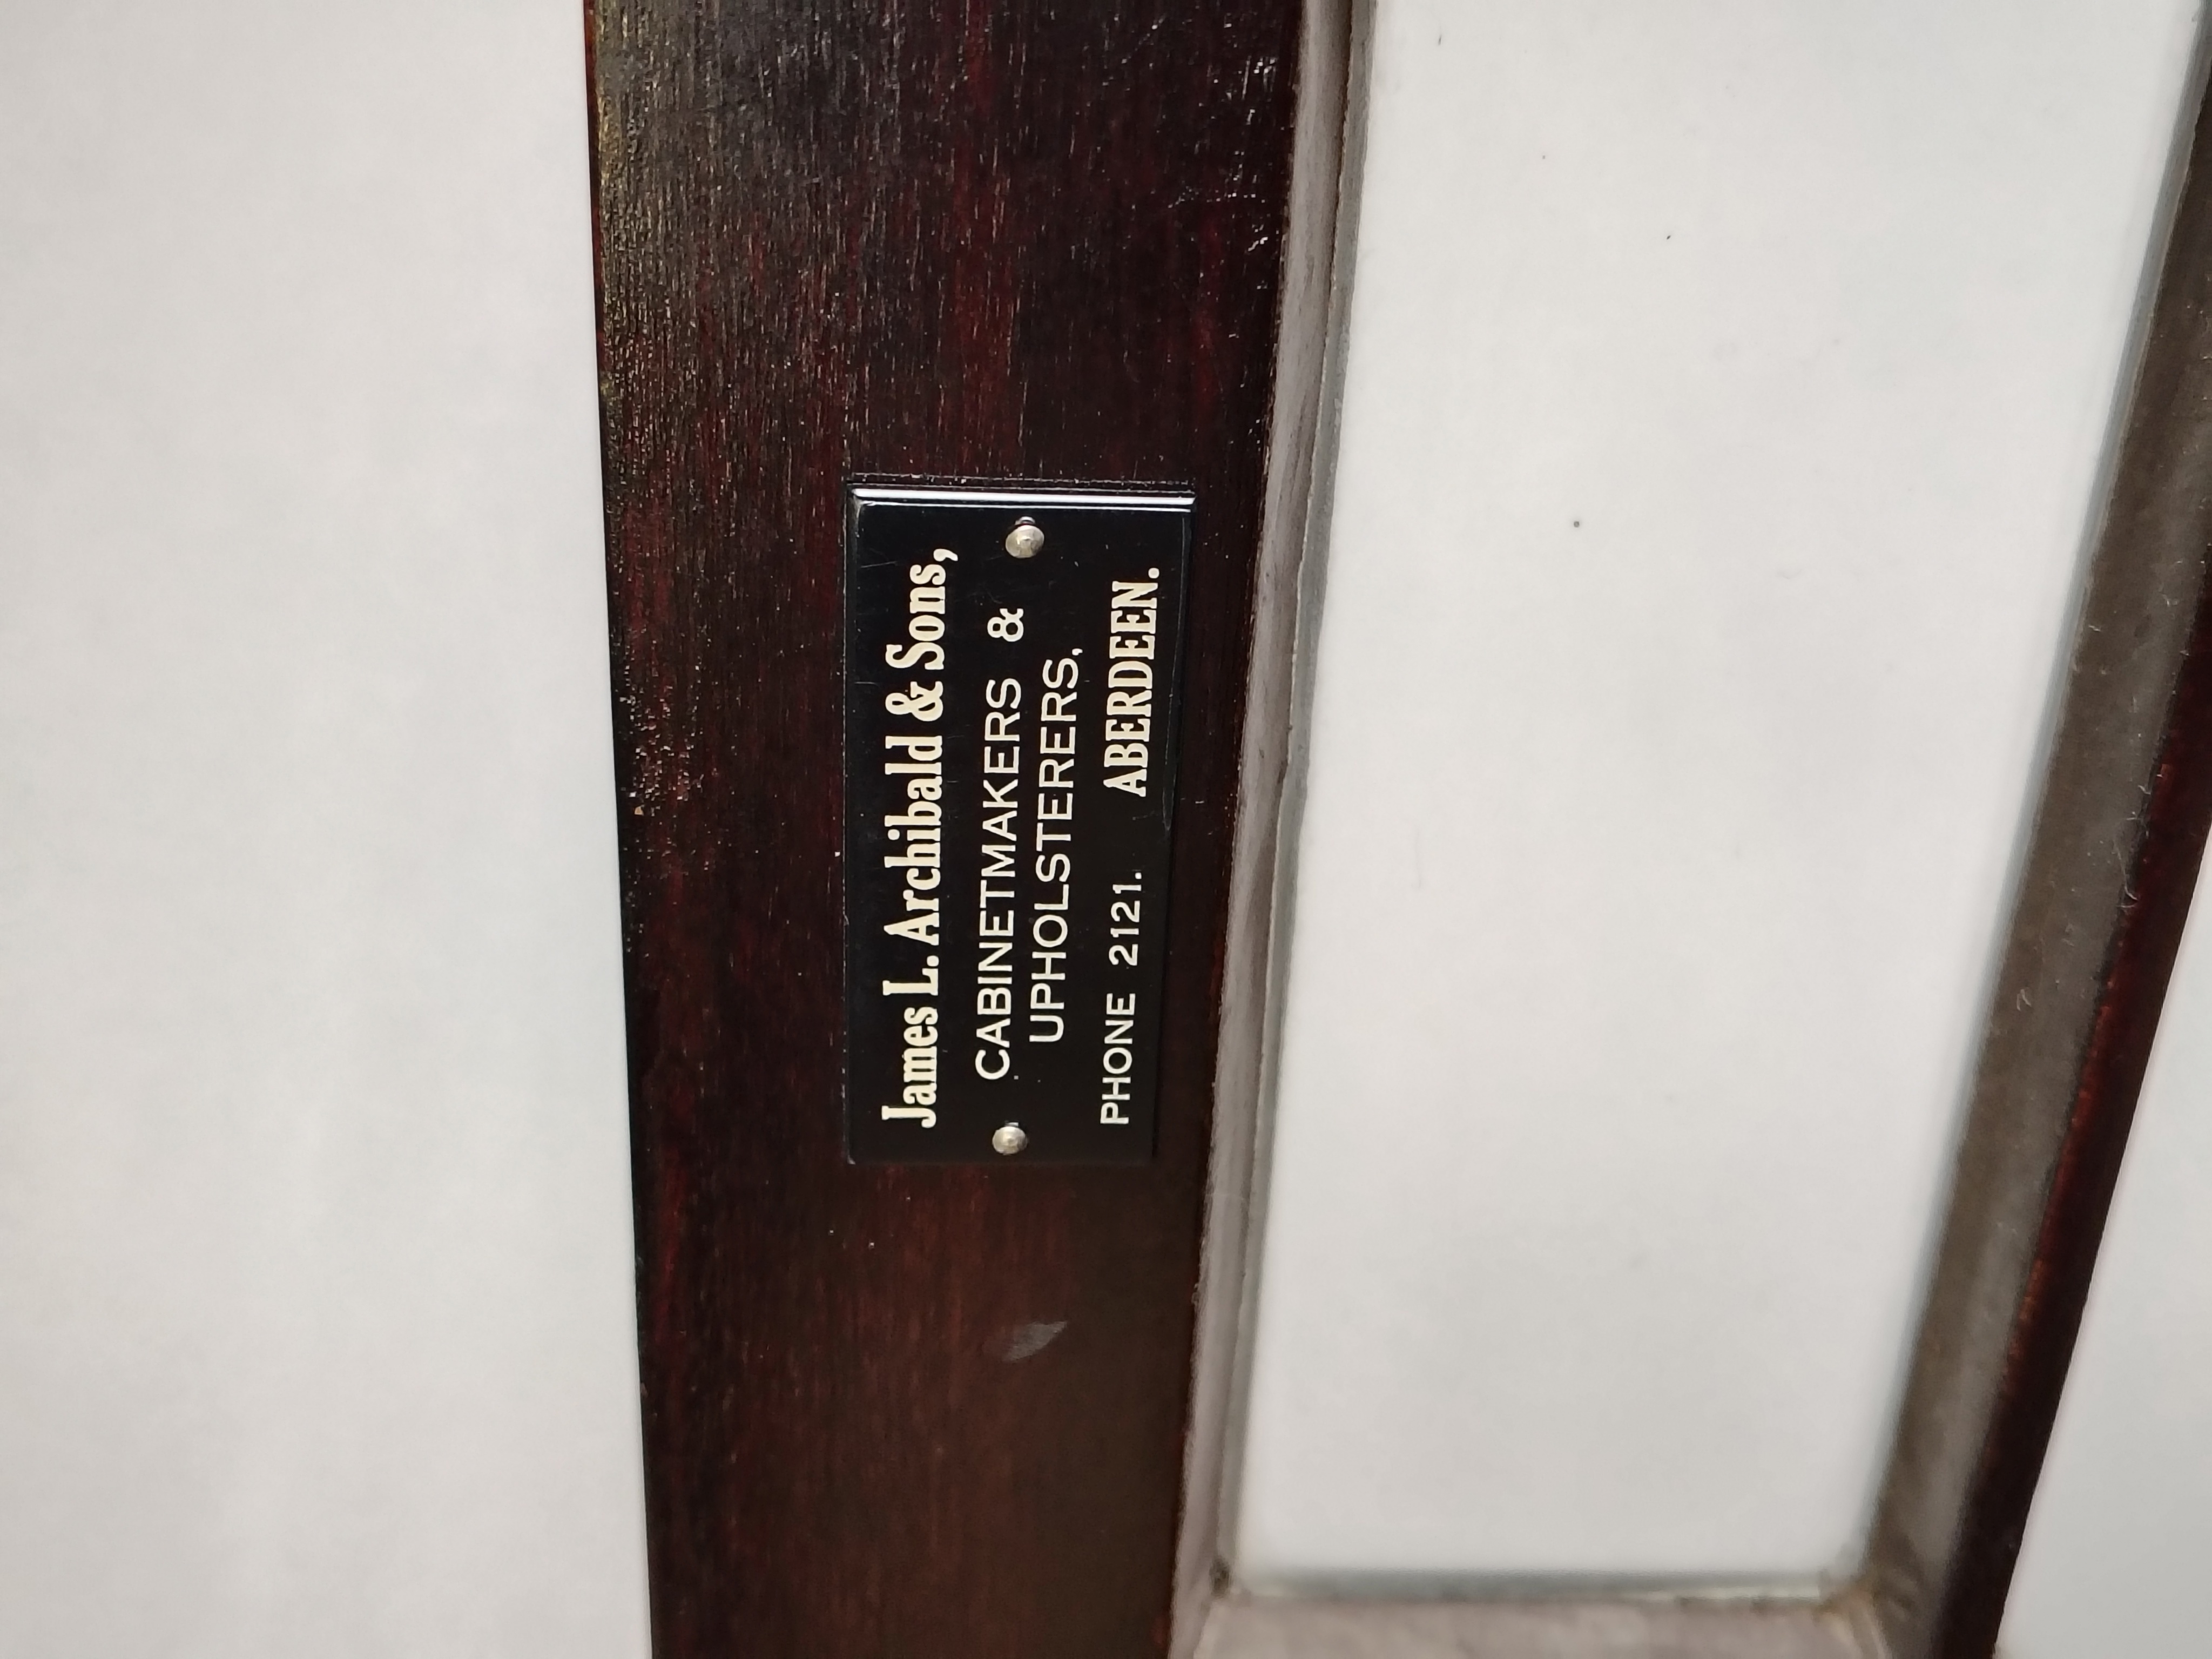 James L. Archibald & Sons,
CABINETMAKERS &
UPHOLSTERERS,
PHONE 2121. ABERDEEN.